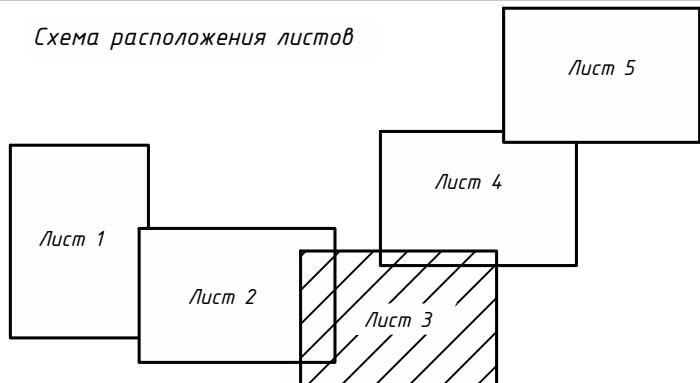 Схема расположения листов
Лист 5
Лист 4
Лист 1
Лист 2
Лист 3